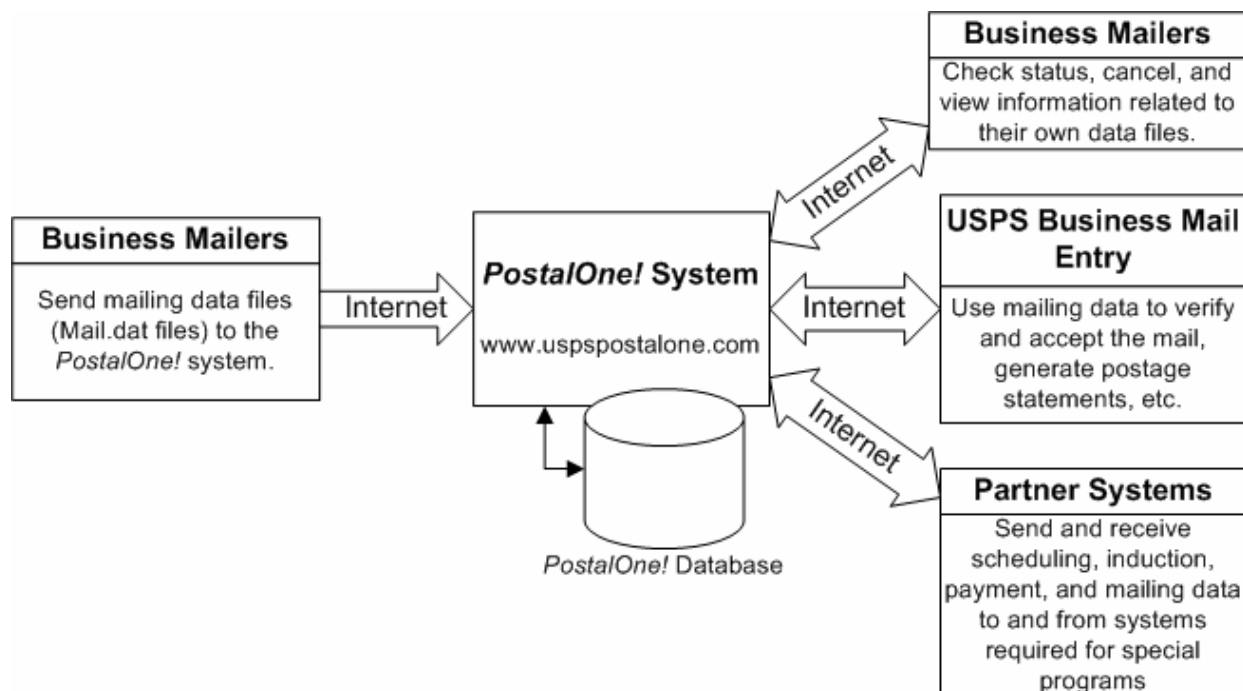 Business Mailers
Send mailing data files
(Mail.dat files) to the
PostalOne! system.
Internet
PostalOne! System
www.uspspostalone.com
PostalOne! Database
Internet
Business Mailers
Check status, cancel, and
view information related to
their own data files.
Internet
USPS Business Mail
Entry
Use mailing data to verify
and accept the mail,
generate postage
statements, etc.
Internet
Partner Systems
Send and receive
scheduling, induction,
payment, and mailing data
to and from systems
required for special
programs